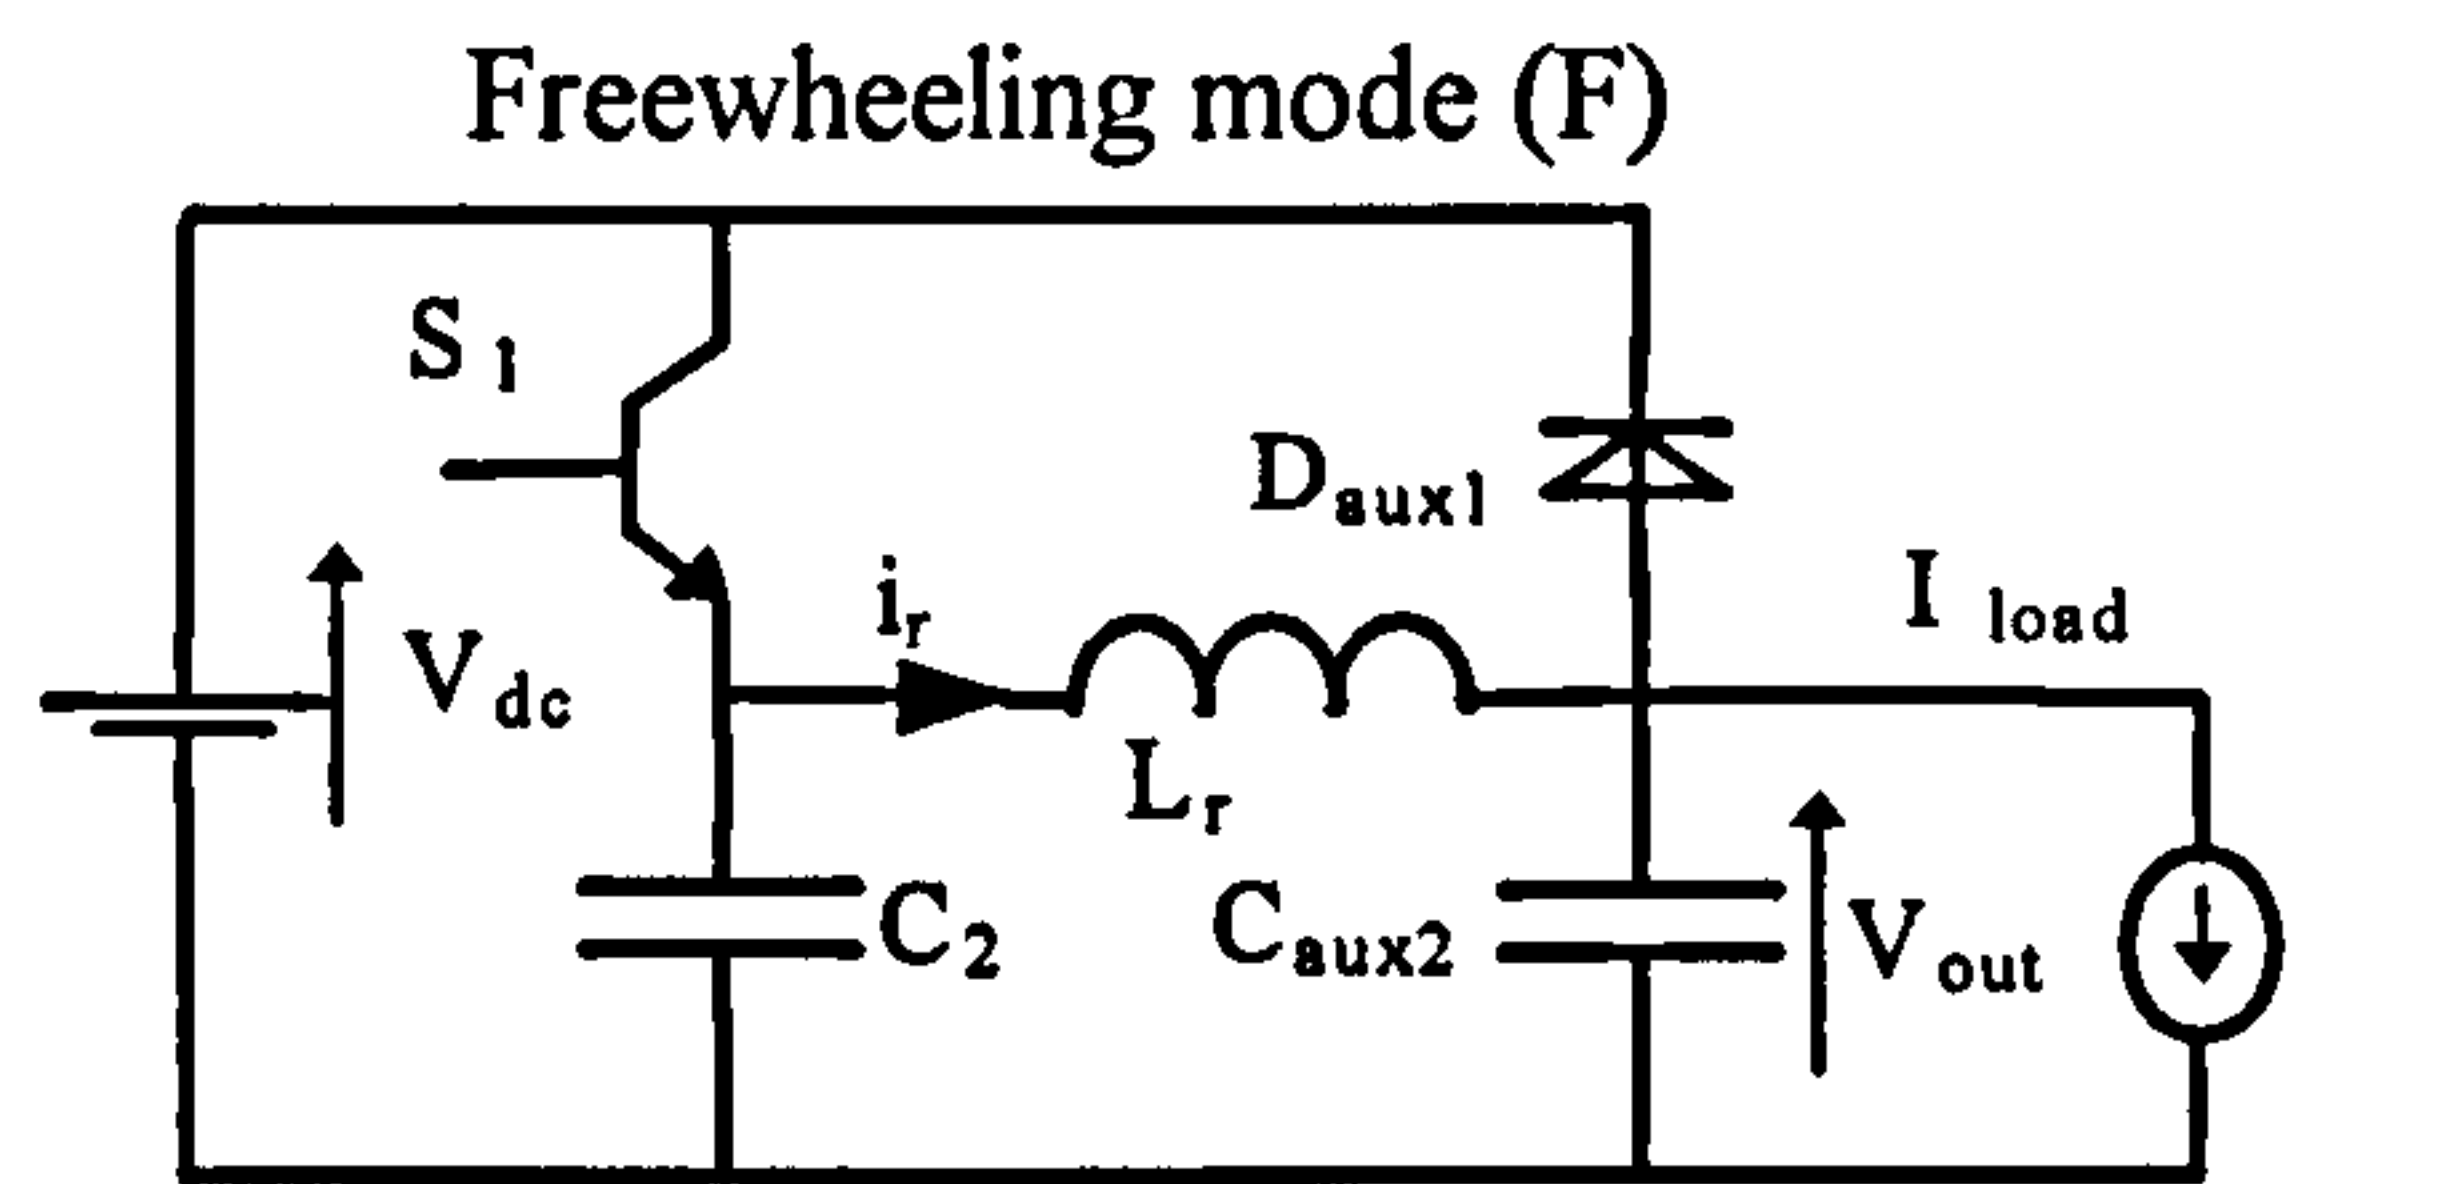 Freewheeling mode (F)
S1
Daux1
ir
Iload
Vdc
Lr
C2
Caux2
Vout